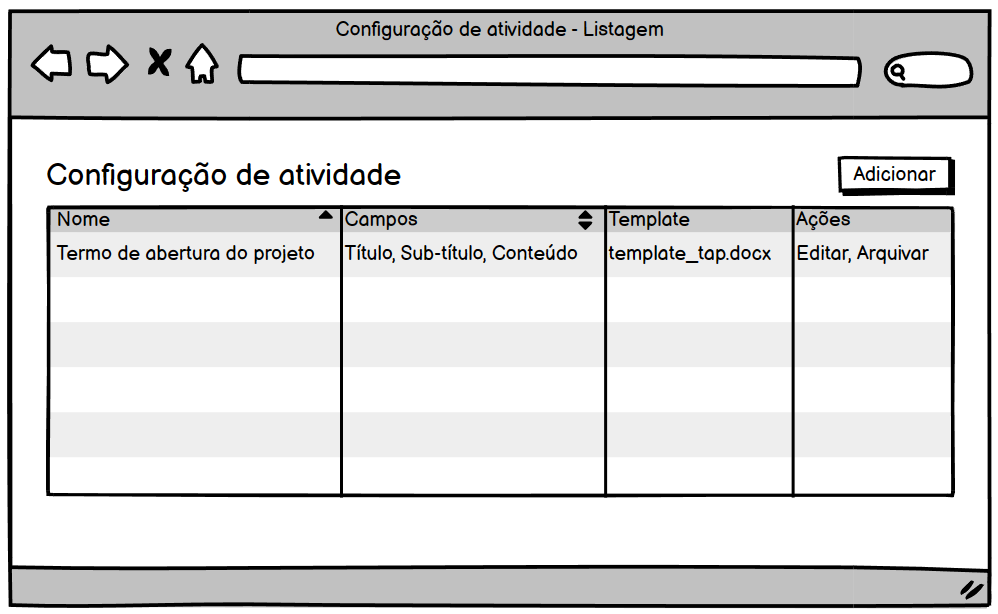 Configuração de atividade - Listagem
Configuração de atividade
Adicionar
Nome Campos Template Ações
Termo de abertura do projeto Título, Sub-título, Conteúdo template_tap.docx Editar, Arquivar